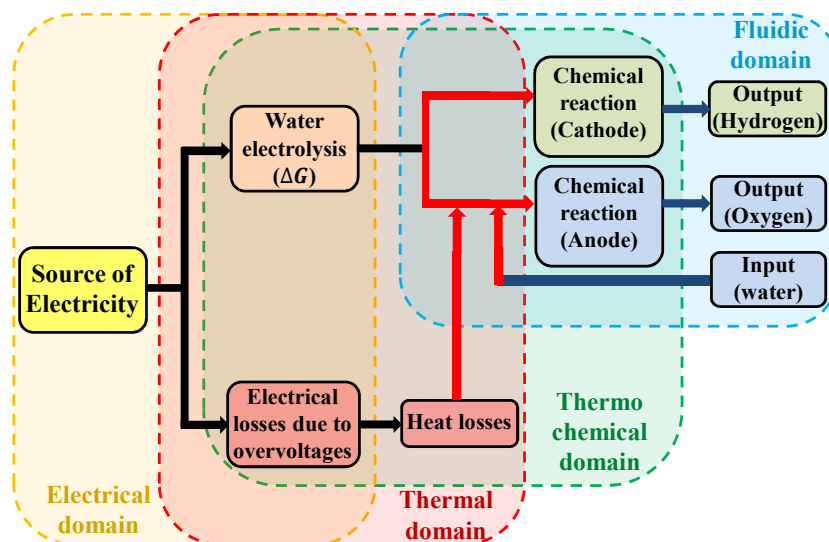 Fluidic
domain
Chemical
reaction
(Cathode)
Output
(Hydrogen)
Water
electrolysis
(ΔG)
Chemical
reaction
(Anode)
Output
(Oxygen)
Source of
Electricity
Input
(water)
Electrical
losses due to
overvoltages
Heat losses
Thermo
chemical
domain
Electrical
domain
Thermal
domain